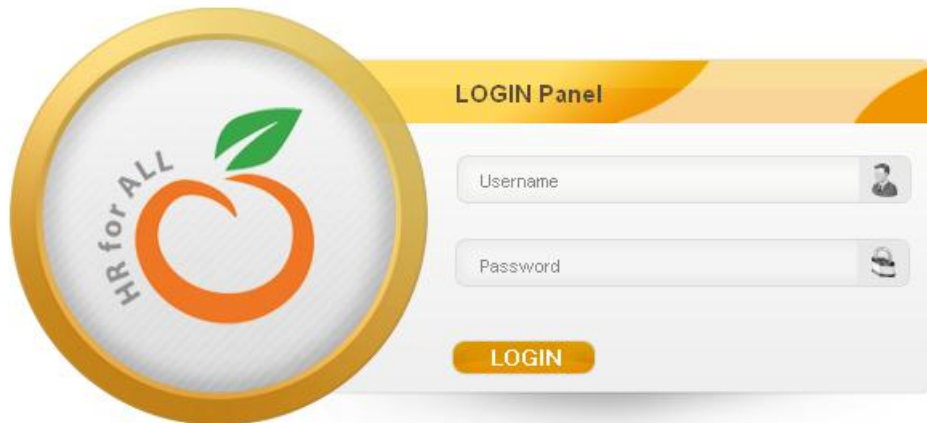 HR for ALL
LOGIN Panel
Username
Password
LOGIN